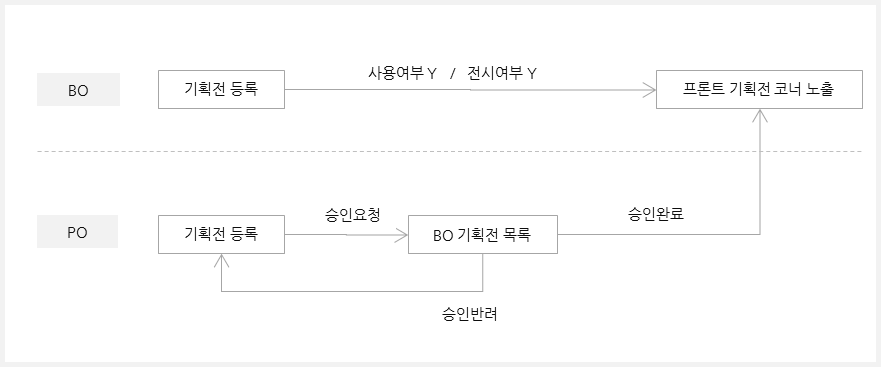 사용여부 Y / 전시여부 Y
BO
기획전 등록
프론트 기획전 코너 노출
승인요청
승인완료
PO
기획전 등록
BO 기획전 목록
승인반려